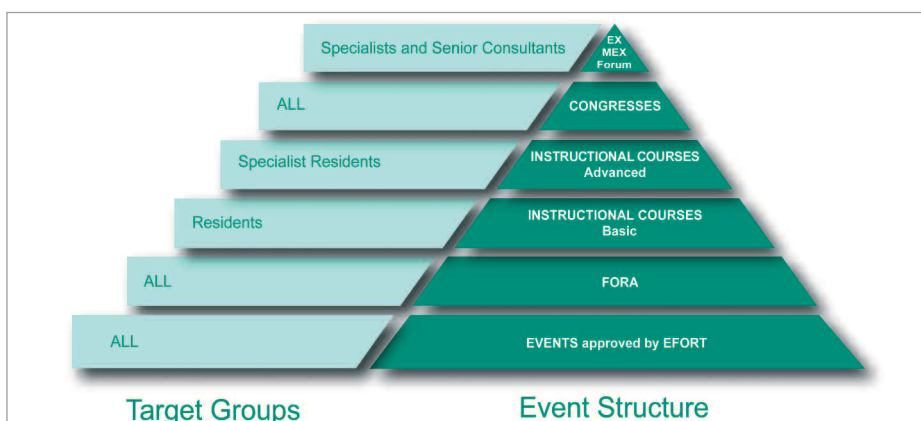 Specialists and Senior Consultants
EX
MEX
Forum
ALL
CONGRESSES
Specialist Residents
INSTRUCTIONAL COURSES
Advanced
Residents
INSTRUCTIONAL COURSES
Basic
ALL
FORA
ALL
EVENTS approved by EFORT
Target Groups
Event Structure